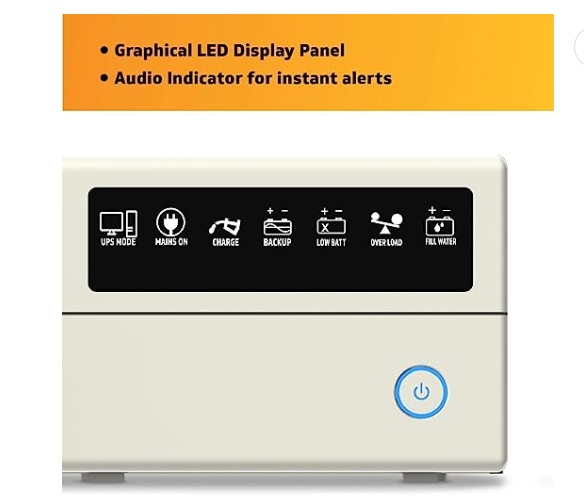 • Graphical LED Display Panel
• Audio Indicator for instant alerts
UPS MODE MAINS ON CHARGE BACKUP LOW BATT OVER LOAD FILL WATER